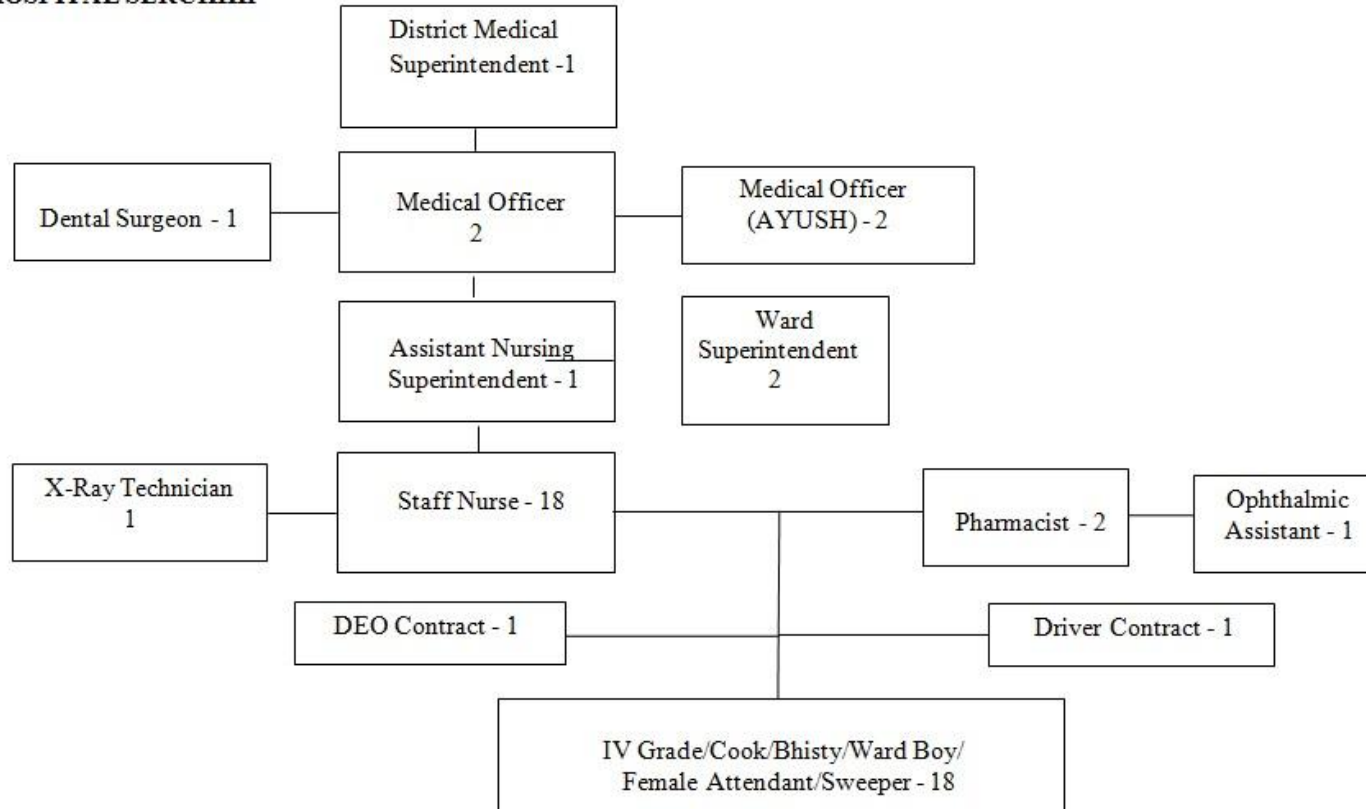 District Medical
Superintendent -1
Dental Surgeon - 1
Medical Officer
2
Medical Officer
(AYUSH) - 2
Assistant Nursing
Superintendent - 1
Ward
Superintendent
2
X-Ray Technician
1
Staff Nurse - 18
Pharmacist - 2
Ophthalmic
Assistant - 1
DEO Contract - 1
Driver Contract - 1
IV Grade/Cook/Bhisty/Ward Boy/
Female Attendant/Sweeper - 18